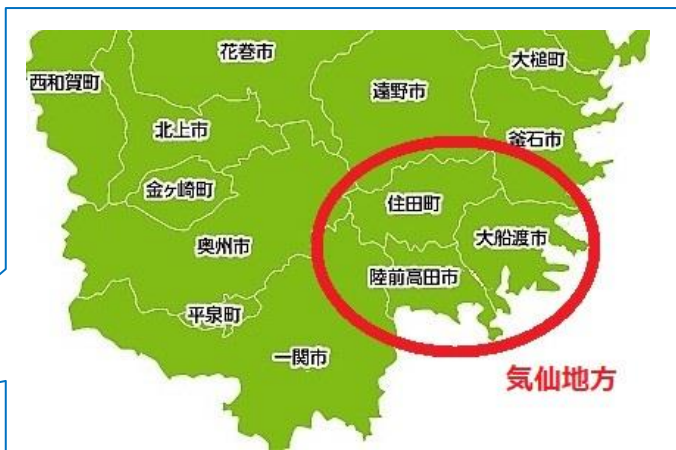 花巻市
大槌町
西和賀町
遠野市
北上市
釜石市
金ヶ崎町
住田町
奥州市
大船渡市
陸前高田市
平泉町
一関市
気仙地方